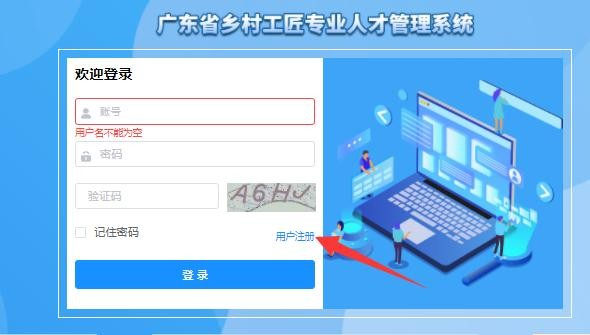 广东省乡村工匠专业人才管理系统
欢迎登录
账号
用户名不能为空
密码
验证码
A6HJ
记住密码
用户注册
登 录